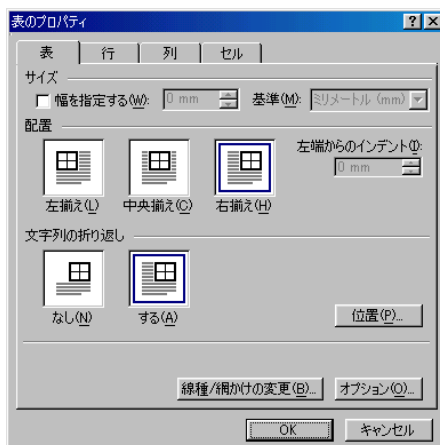 表のプロパティ
表 行 列 セル
サイズ
幅を指定する(W): 0 mm 基準(M): ミリメートル (mm)
配置
左端からのインデント(I):
0 mm
左揃え(L) 中央揃え(C) 右揃え(H)
文字列の折り返し
なし(N) する(A) 位置(P)...
線種/網かけの変更(B)... オプション(O)...
OK キャンセル